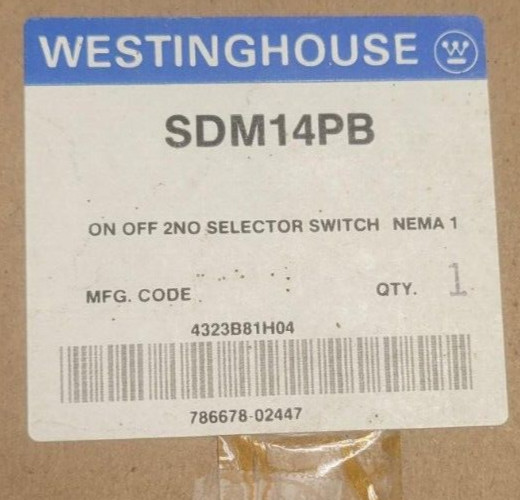 WESTINGHOUSE W
SDM14PB
ON OFF 2NO SELECTOR SWITCH NEMA 1
MFG. CODE QTY. 1
4323B81H04
786678-02447